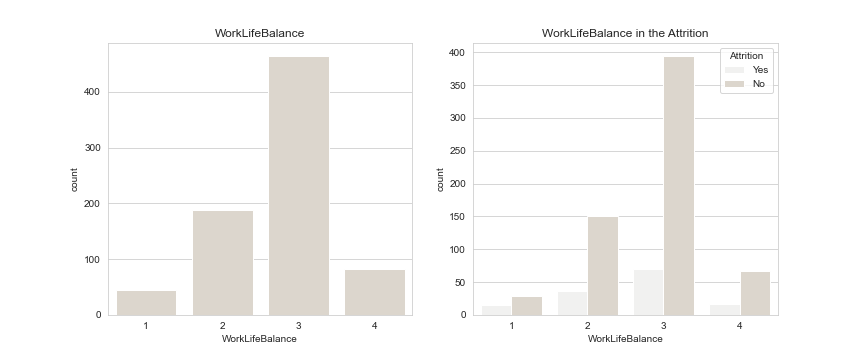 WorkLifeBalance
count
400
300
200
100
0
1 2 3 4
WorkLifeBalance
WorkLifeBalance in the Attrition
count
400
350
300
250
200
150
100
50
0
Attrition
Yes
No
1 2 3 4
WorkLifeBalance